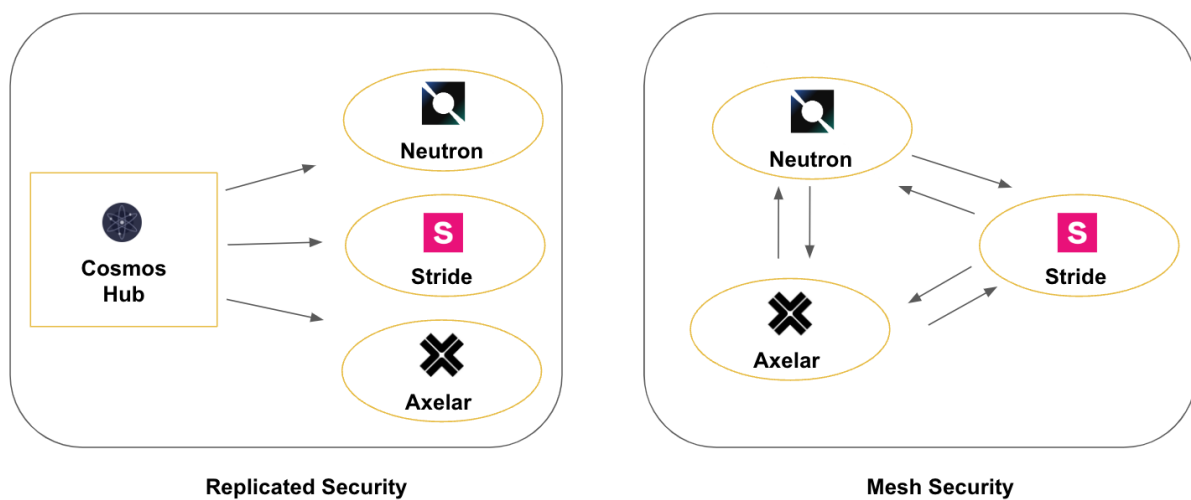 Neutron
S
Stride
Cosmos
Hub
Axelar
Replicated Security
Neutron
S
Stride
Axelar
Mesh Security